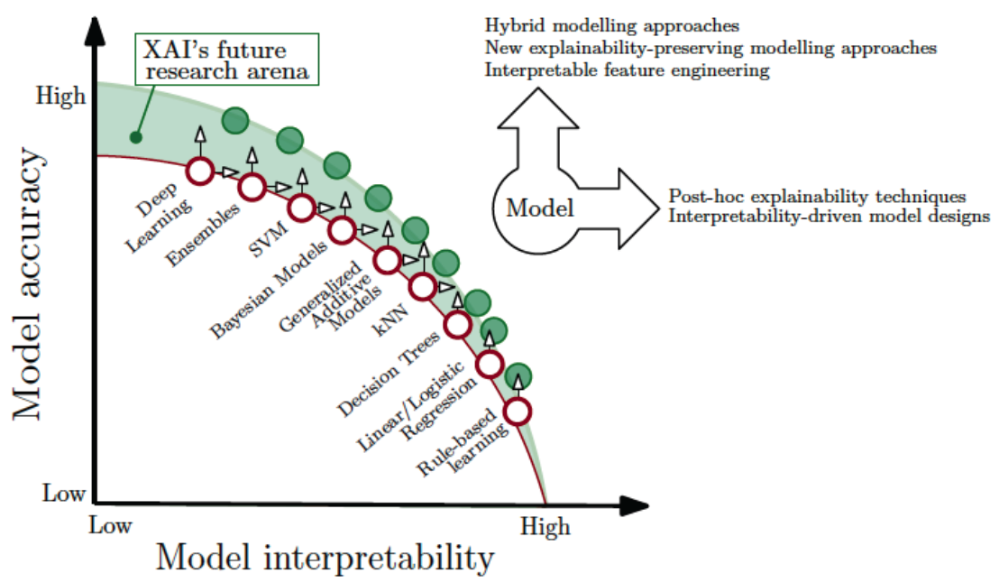 XAI's future
research arena
High
Model accuracy
Low
Low
High
Model interpretability
Deep
Learning
Ensembles
SVM
Bayesian Models
Generalized
Additive
Models
kNN
Decision Trees
Linear/Logistic
Regression
Rule-based
learning
Hybrid modelling approaches
New explainability-preserving modelling approaches
Interpretable feature engineering
Model
Post-hoc explainability techniques
Interpretability-driven model designs